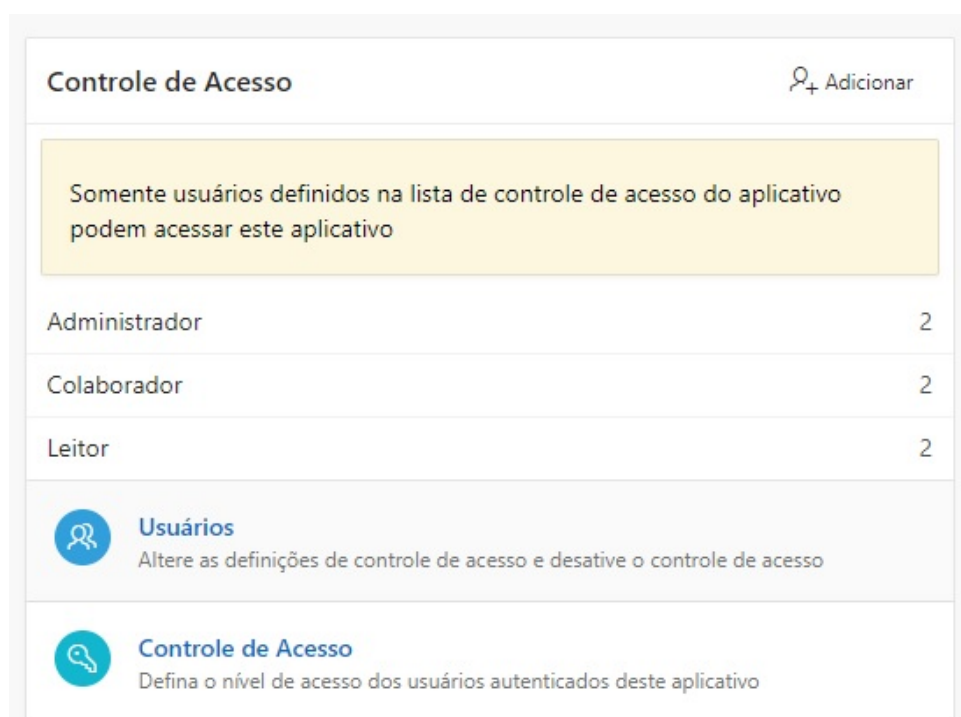 Controle de Acesso
Adicionar
Somente usuários definidos na lista de controle de acesso do aplicativo
podem acessar este aplicativo
Administrador 2
Colaborador 2
Leitor 2
Usuários
Altere as definições de controle de acesso e desative o controle de acesso
Controle de Acesso
Defina o nível de acesso dos usuários autenticados deste aplicativo